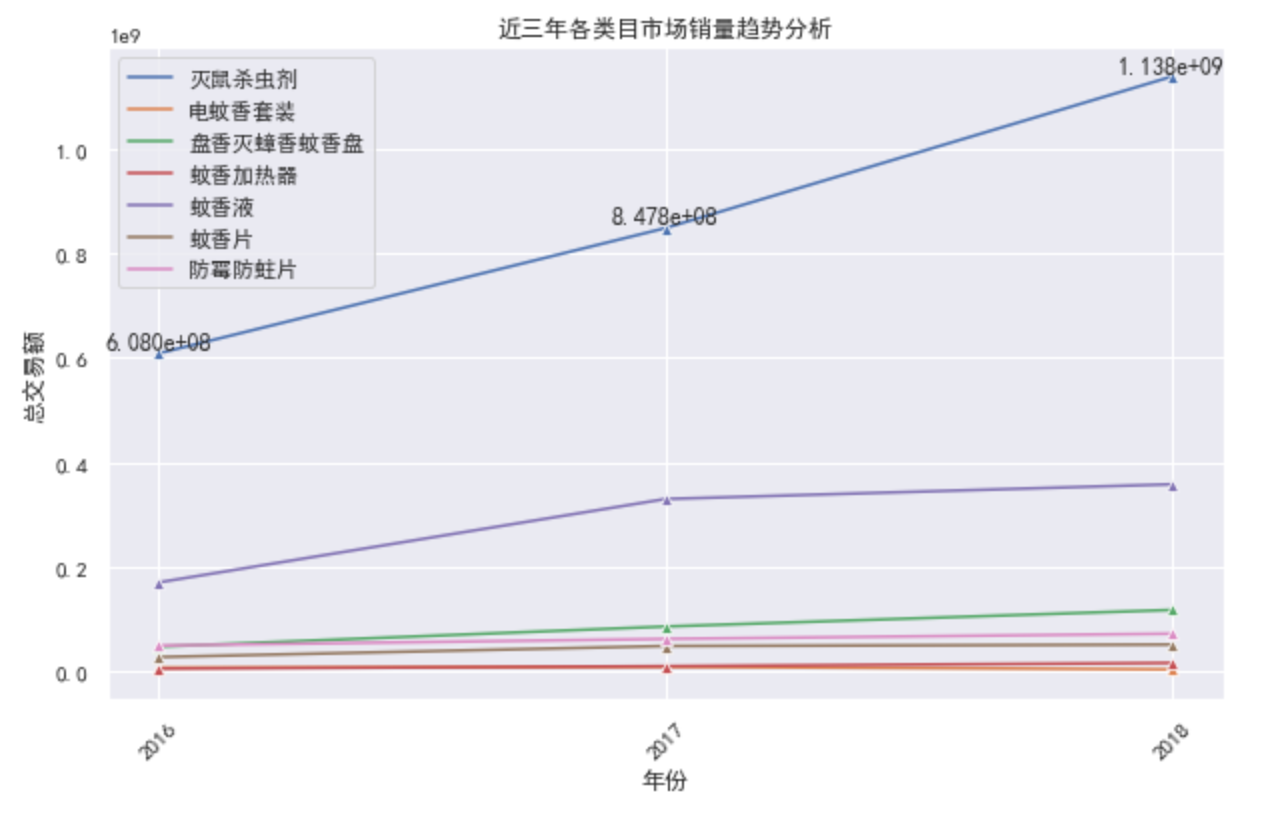 近三年各类目市场销量趋势分析
1e9
灭鼠杀虫剂
电蚊香套装
盘香灭蟑香蚊香盘
蚊香加热器
蚊香液
蚊香片
防霉防蛀片
1.138e+09
8.478e+08
6.080e+08
1.0
0.8
0.6
0.4
0.2
0.0
总交易额
2016
2017
2018
年份